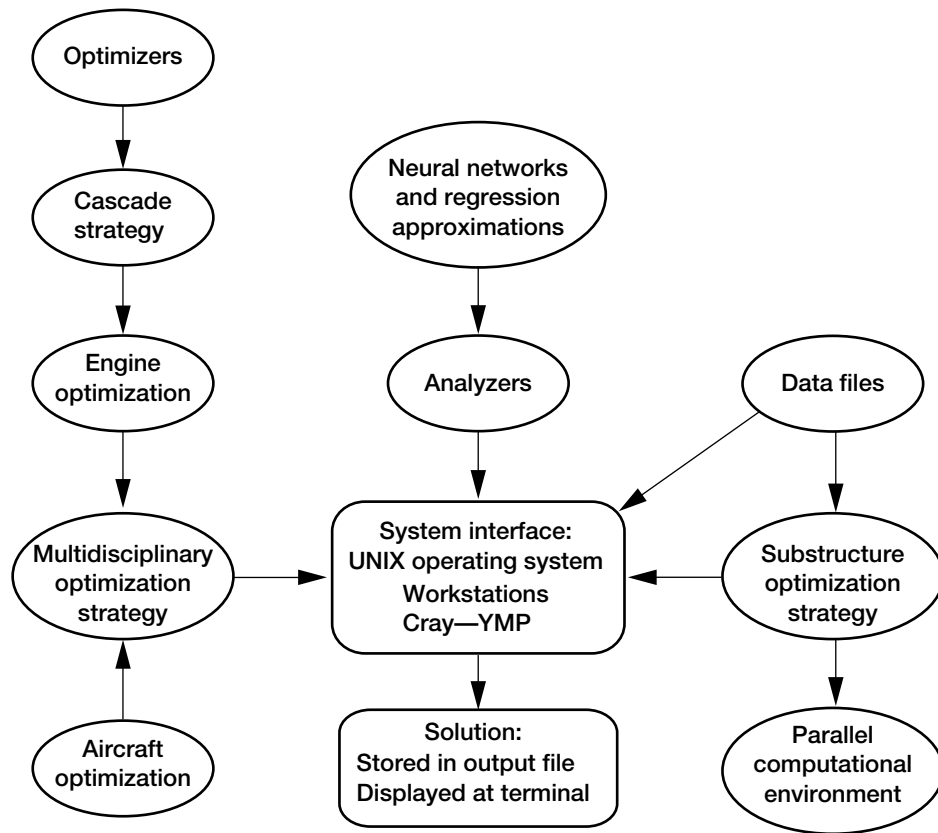 Optimizers
Cascade
strategy
Engine
optimization
Multidisciplinary
optimization
strategy
Aircraft
optimization
Neural networks
and regression
approximations
Analyzers
System interface:
UNIX operating system
Workstations
Cray—YMP
Solution:
Stored in output file
Displayed at terminal
Data files
Substructure
optimization
strategy
Parallel
computational
environment